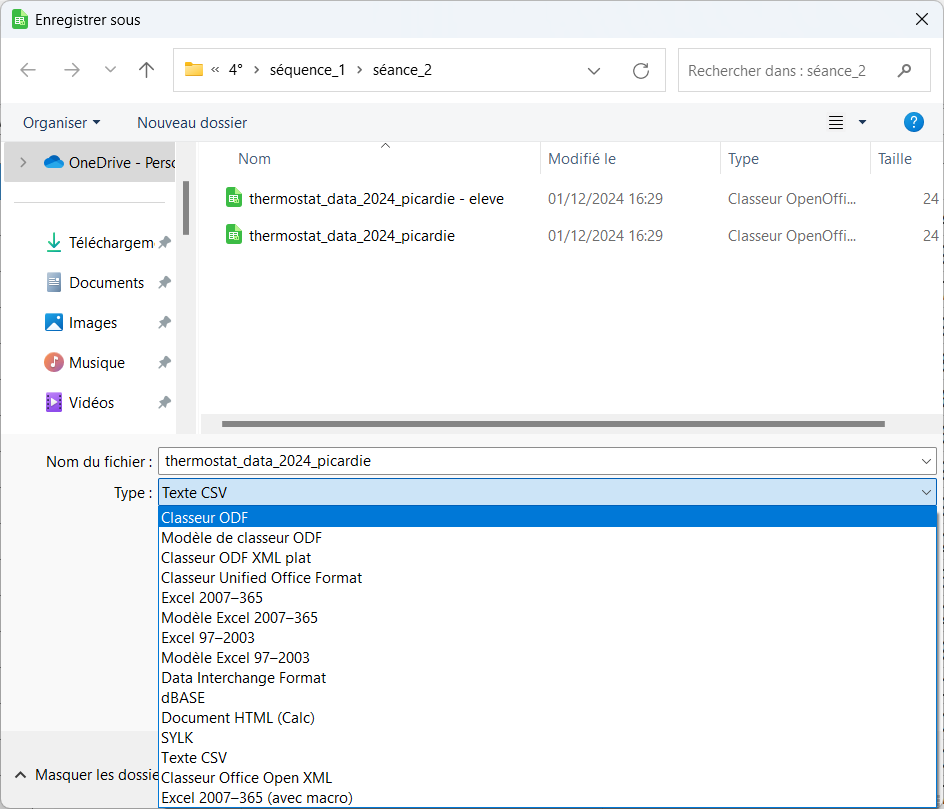 Enregistrer sous
« 4° > séquence_1 > séance_2
Rechercher dans : séance_2
Organiser
Nouveau dossier
?
OneDrive - Perso
Nom
Modifié le
Type
Taille
thermostat_data_2024_picardie - eleve 01/12/2024 16:29 Classeur OpenOffi... 24
thermostat_data_2024_picardie 01/12/2024 16:29 Classeur OpenOffi... 24
Téléchargem
Documents
Images
Musique
Vidéos
Nom du fichier : thermostat_data_2024_picardie
Type : Texte CSV
Classeur ODF
Modèle de classeur ODF
Classeur ODF XML plat
Classeur Unified Office Format
Excel 2007–365
Modèle Excel 2007–365
Excel 97–2003
Modèle Excel 97–2003
Data Interchange Format
dBASE
Document HTML (Calc)
SYLK
Texte CSV
Masquer les dossie
Classeur Office Open XML
Excel 2007–365 (avec macro)